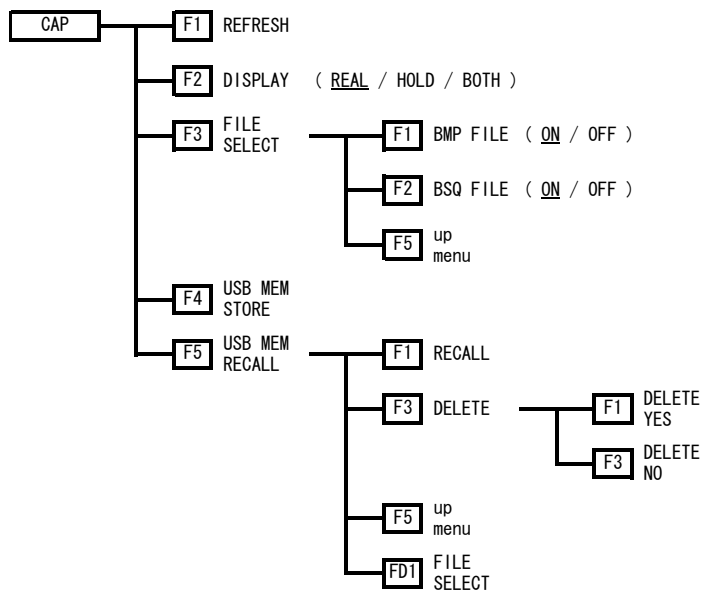 CAP
F1 REFRESH
F2 DISPLAY ( REAL / HOLD / BOTH )
F3 FILE
SELECT
F1 BMP FILE ( ON / OFF )
F2 BSQ FILE ( ON / OFF )
F5 up
menu
F4 USB MEM
STORE
F5 USB MEM
RECALL
F1 RECALL
F3 DELETE
F1 DELETE
YES
F3 DELETE
NO
F5 up
menu
FD1 FILE
SELECT